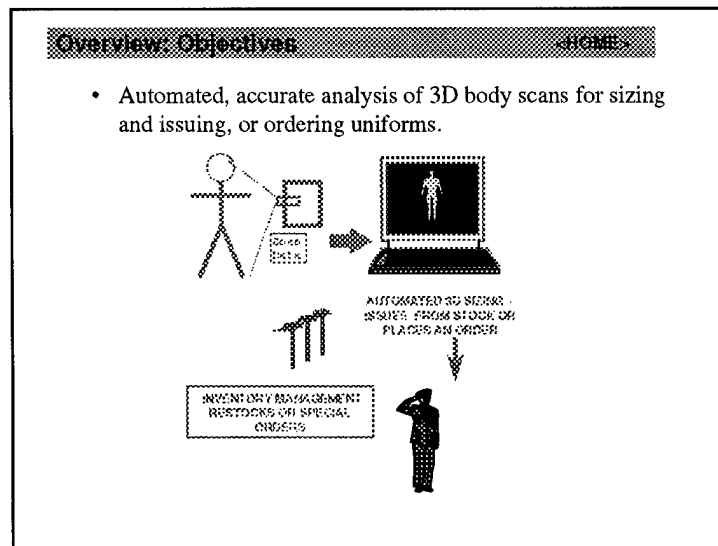 Overview: Objectives <HOME>
• Automated, accurate analysis of 3D body scans for sizing
and issuing, or ordering uniforms.
AUTOMATED 3D SIZING -
ISSUES FROM STOCK OR
PLACES AN ORDER
INVENTORY MANAGEMENT
RESTOCKS OR SPECIAL
ORDERS